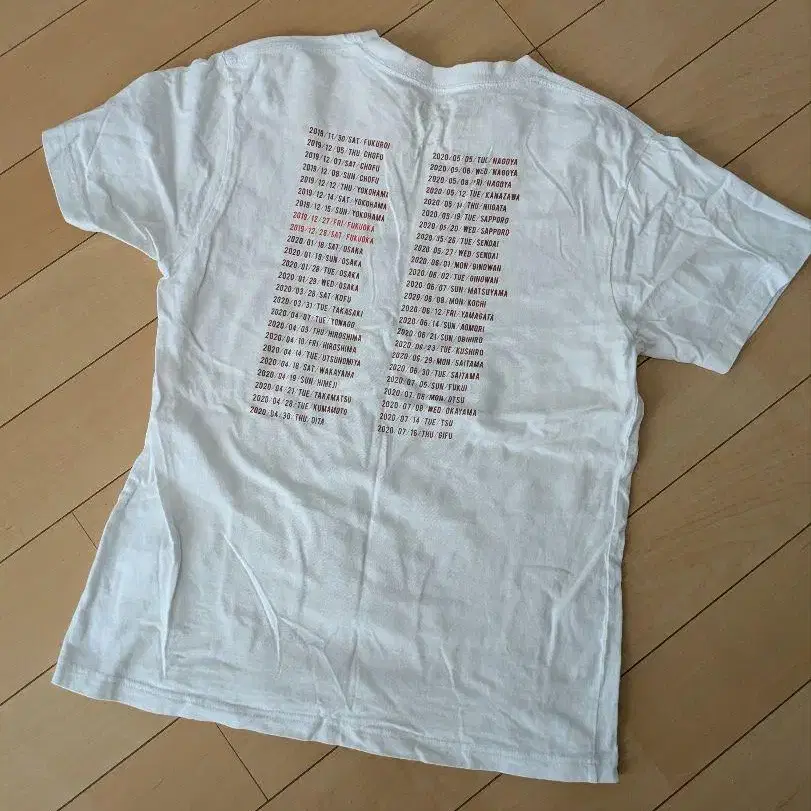 2019/11/30/SAT/FUKUROI
2019/12/05/THU/CHOFU
2019/12/07/SAT/CHOFU
2019/12/08/SUN/CHOFU
2019/12/12/THU/YOKOHAMA
2019/12/14/SAT/YOKOHAMA
2019/12/15/SUN/YOKOHAMA
2019/12/27/FRI/FUKUOKA
2019/12/28/SAT/FUKUOKA
2020/01/18/SAT/OSAKA
2020/01/19/SUN/OSAKA
2020/01/28/TUE/OSAKA
2020/01/29/WED/OSAKA
2020/03/28/SAT/KOFU
2020/03/31/TUE/TAKASAKI
2020/04/07/TUE/YONAGO
2020/04/09/THU/HIROSHIMA
2020/04/10/FRI/HIROSHIMA
2020/04/14/TUE/UTSUNOMIYA
2020/04/18/SAT/WAKAYAMA
2020/04/19/SUN/HIMEJI
2020/04/21/TUE/TAKAMATSU
2020/04/28/TUE/KUMAMOTO
2020/04/30/THU/OITA
2020/05/05/TUE/NAGOYA
2020/05/06/WED/NAGOYA
2020/05/08/FRI/NAGOYA
2020/05/12/TUE/KANAZAWA
2020/05/14/THU/NIIGATA
2020/05/19/TUE/SAPPORO
2020/05/20/WED/SAPPORO
2020/05/26/TUE/SENDAI
2020/05/27/WED/SENDAI
2020/06/01/MON/GINOWAN
2020/06/02/TUE/GINOWAN
2020/06/07/SUN/MATSUYAMA
2020/06/08/MON/KOCHI
2020/06/12/FRI/YAMAGATA
2020/06/14/SUN/AOMORI
2020/06/21/SUN/OBIHIRO
2020/06/23/TUE/KUSHIRO
2020/06/29/MON/SAITAMA
2020/06/30/TUE/SAITAMA
2020/07/05/SUN/FUKUI
2020/07/06/MON/OTSU
2020/07/08/WED/OKAYAMA
2020/07/14/TUE/TSU
2020/07/16/THU/GIFU